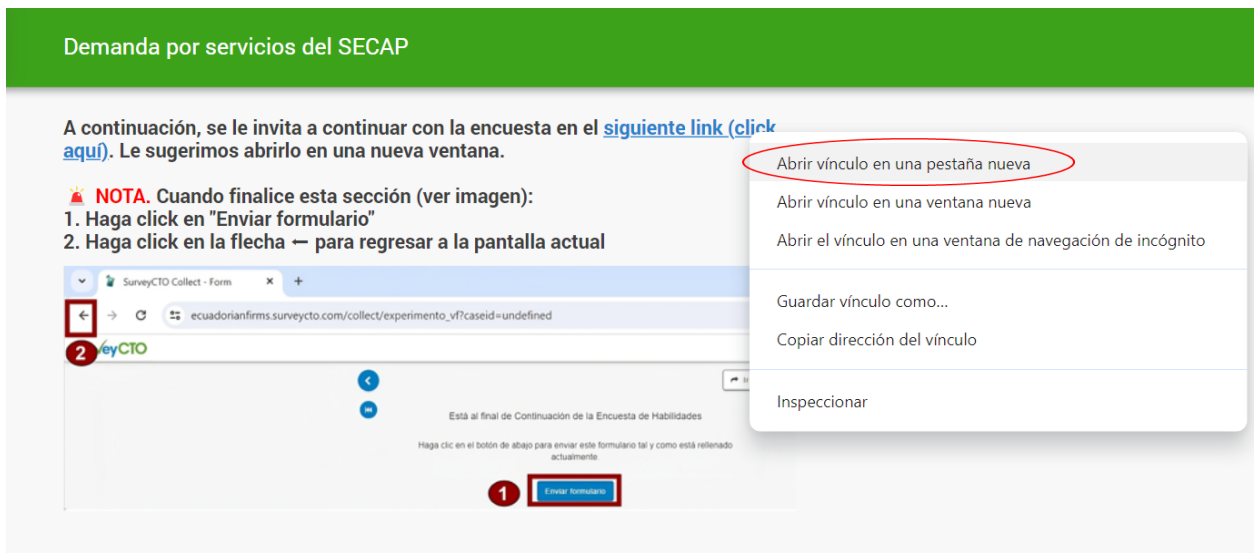 Demanda por servicios del SECAP
A continuación, se le invita a continuar con la encuesta en el siguiente link (click
aquí). Le sugerimos abrirlo en una nueva ventana.
NOTA. Cuando finalice esta sección (ver imagen):
1. Haga click en "Enviar formulario"
2. Haga click en la flecha ← para regresar a la pantalla actual
SurveyCTO Collect - Form
ecuadorianfirms.surveycto.com/collect/experimento_vf?caseid=undefined
2
veyCTO
Está al final de Continuación de la Encuesta de Habilidades
Haga clic en el botón de abajo para enviar este formulario tal y como está rellenado
actualmente.
1
Enviar formulario
Abrir vínculo en una pestaña nueva
Abrir vínculo en una ventana nueva
Abrir el vínculo en una ventana de navegación de incógnito
Guardar vínculo como...
Copiar dirección del vínculo
Inspeccionar